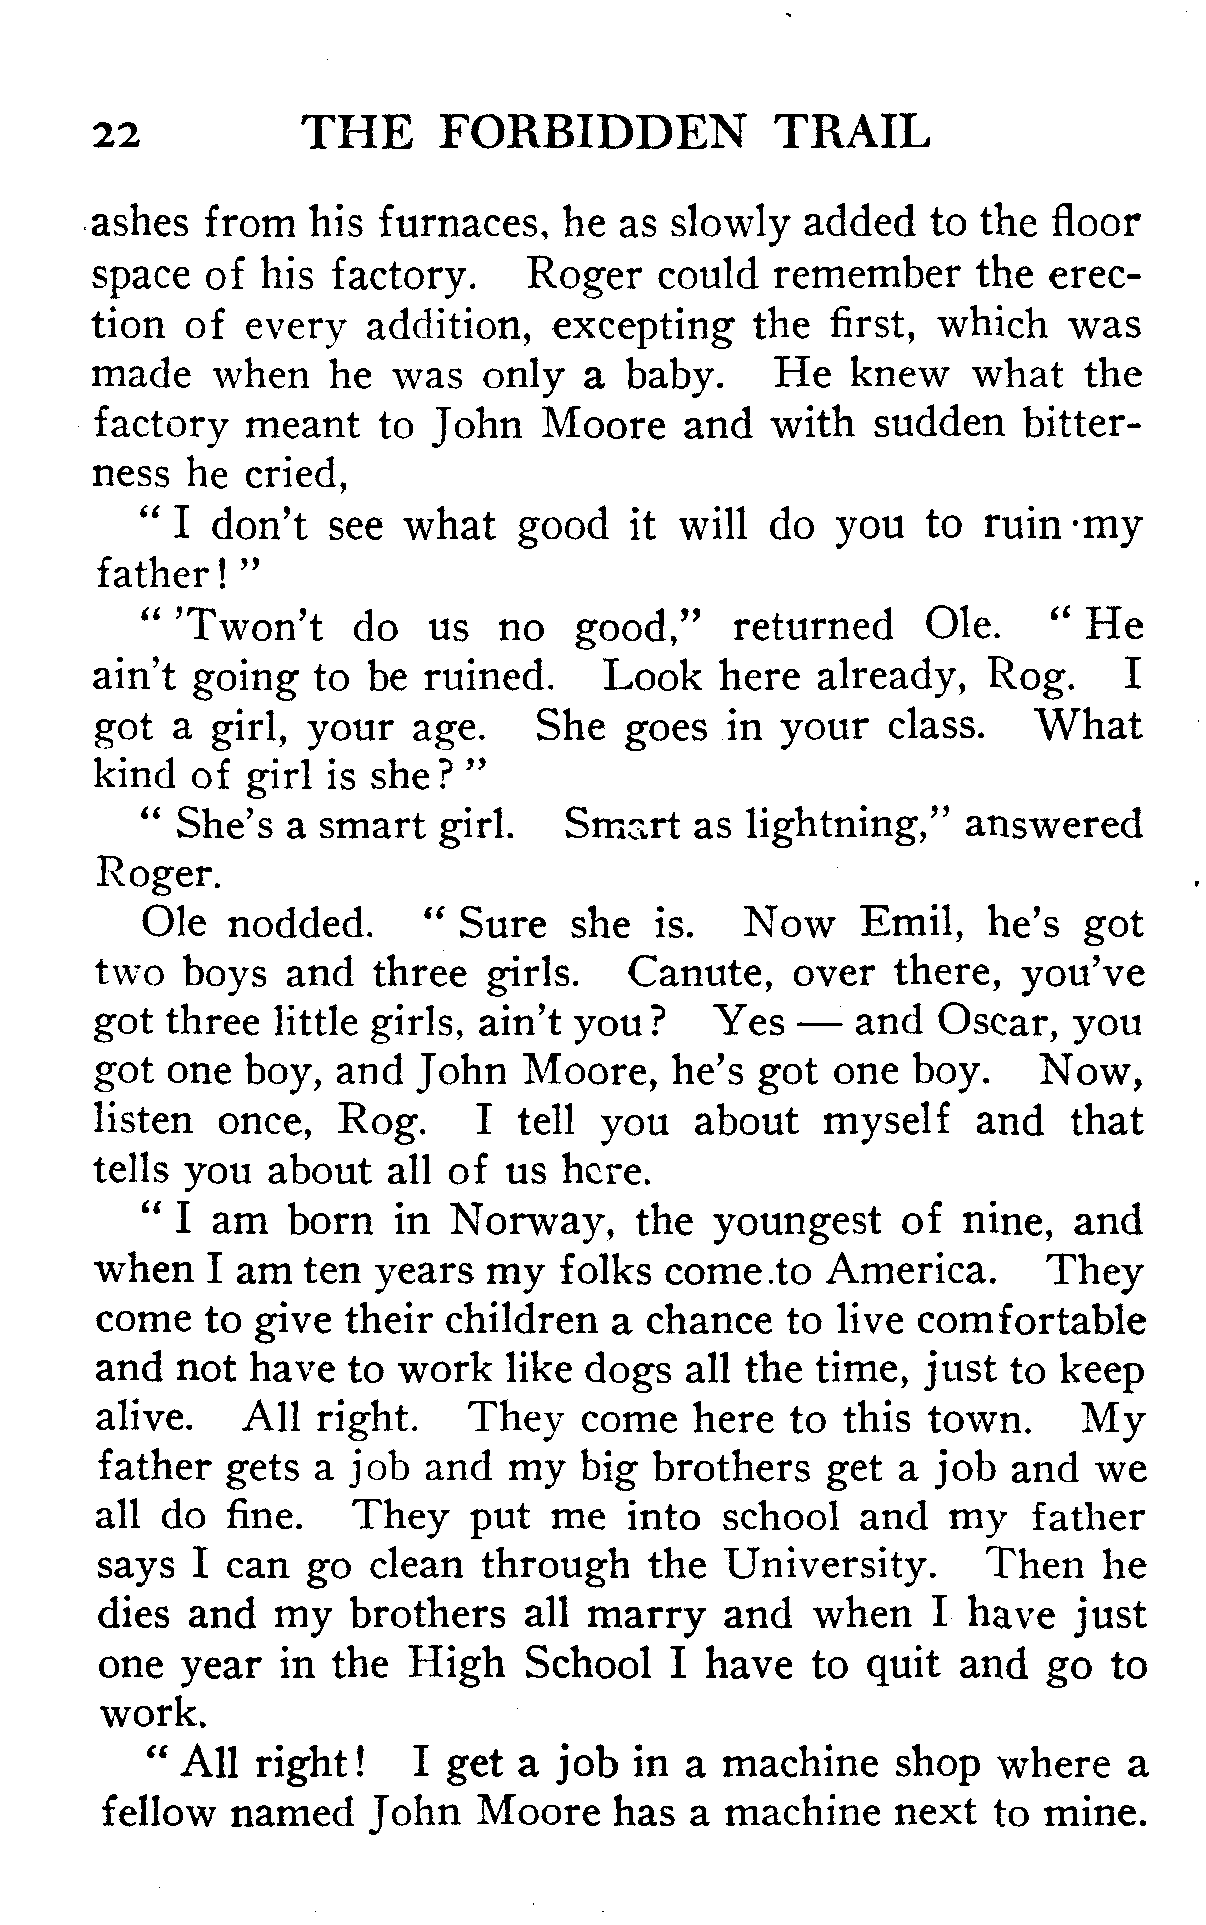 22 THE FORBIDDEN TRAIL
ashes from his furnaces, he as slowly added to the floor
space of his factory. Roger could remember the erec-
tion of every addition, excepting the first, which was
made when he was only a baby. He knew what the
factory meant to John Moore and with sudden bitter-
ness he cried,
" I don't see what good it will do you to ruin my
father! "
" 'Twon't do us no good," returned Ole. " He
ain't going to be ruined. Look here already, Rog. I
got a girl, your age. She goes in your class. What
kind of girl is she? "
" She's a smart girl. Smart as lightning," answered
Roger.
Ole nodded. " Sure she is. Now Emil, he's got
two boys and three girls. Canute, over there, you've
got three little girls, ain't you? Yes — and Oscar, you
got one boy, and John Moore, he's got one boy. Now,
listen once, Rog. I tell you about myself and that
tells you about all of us here.
" I am born in Norway, the youngest of nine, and
when I am ten years my folks come to America. They
come to give their children a chance to live comfortable
and not have to work like dogs all the time, just to keep
alive. All right. They come here to this town. My
father gets a job and my big brothers get a job and we
all do fine. They put me into school and my father
says I can go clean through the University. Then he
dies and my brothers all marry and when I have just
one year in the High School I have to quit and go to
work.
" All right! I get a job in a machine shop where a
fellow named John Moore has a machine next to mine.